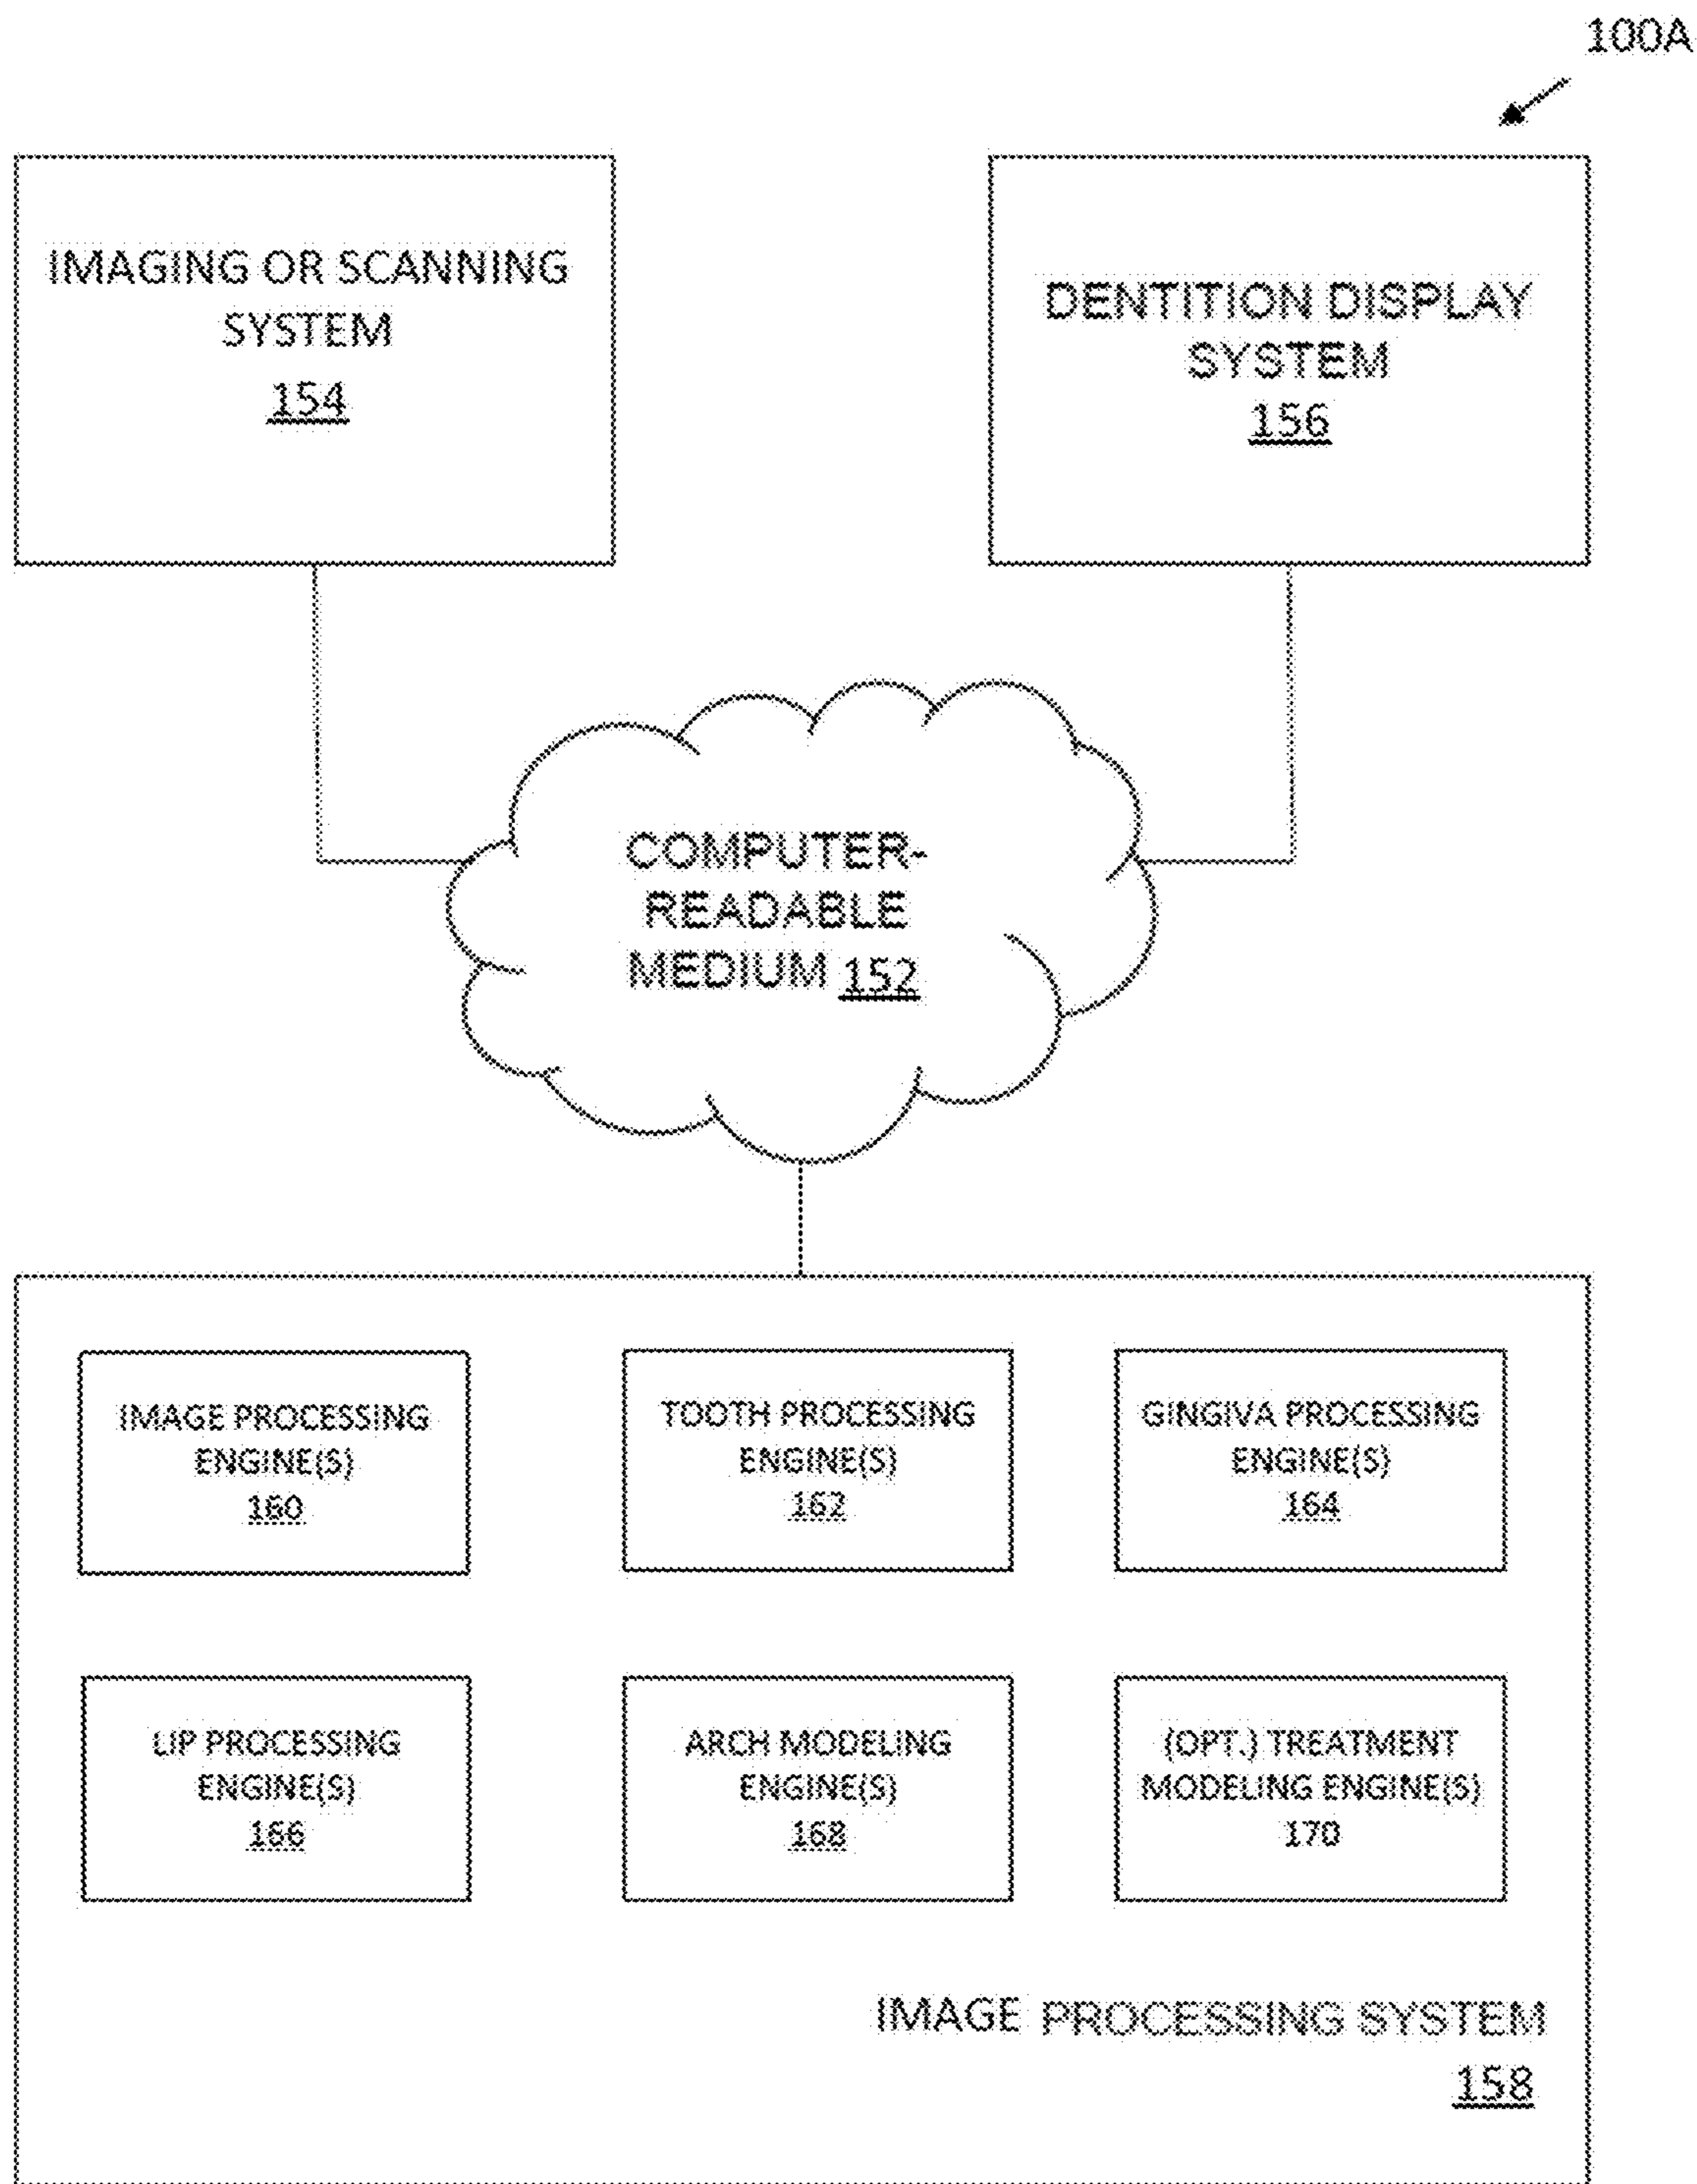 100A
IMAGING OR SCANNING
SYSTEM
154
DENTITION DISPLAY
SYSTEM
156
COMPUTER-
READABLE
MEDIUM 152
IMAGE PROCESSING
ENGINE(S)
160
TOOTH PROCESSING
ENGINE(S)
162
GINGIVA PROCESSING
ENGINE(S)
164
LIP PROCESSING
ENGINE(S)
166
ARCH MODELING
ENGINE(S)
168
(OPT.) TREATMENT
MODELING ENGINE(S)
170
IMAGE PROCESSING SYSTEM
158